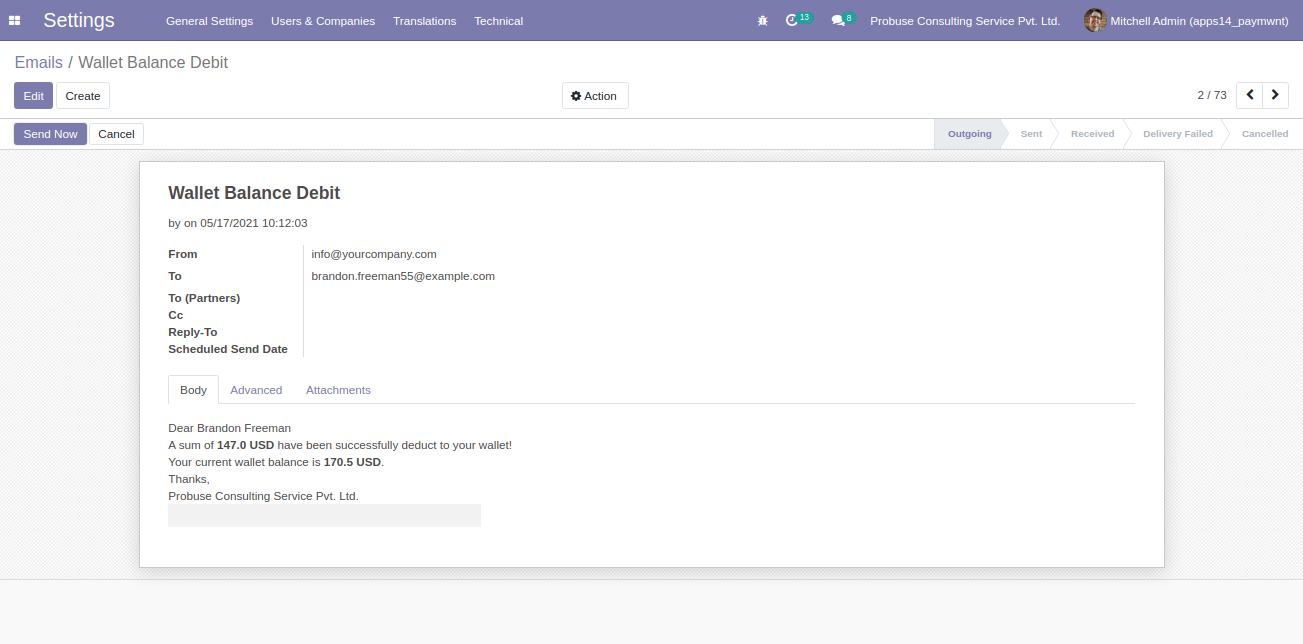 Settings General Settings Users & Companies Translations Technical 13 8 Probuse Consulting Service Pvt. Ltd. Mitchell Admin (apps14_paymwnt)
Emails / Wallet Balance Debit
Edit Create Action 2 / 73
Send Now Cancel Outgoing Sent Received Delivery Failed Cancelled
Wallet Balance Debit
by on 05/17/2021 10:12:03
From info@yourcompany.com
To brandon.freeman55@example.com
To (Partners)
Cc
Reply-To
Scheduled Send Date
Body Advanced Attachments
Dear Brandon Freeman
A sum of 147.0 USD have been successfully deduct to your wallet!
Your current wallet balance is 170.5 USD.
Thanks,
Probuse Consulting Service Pvt. Ltd.